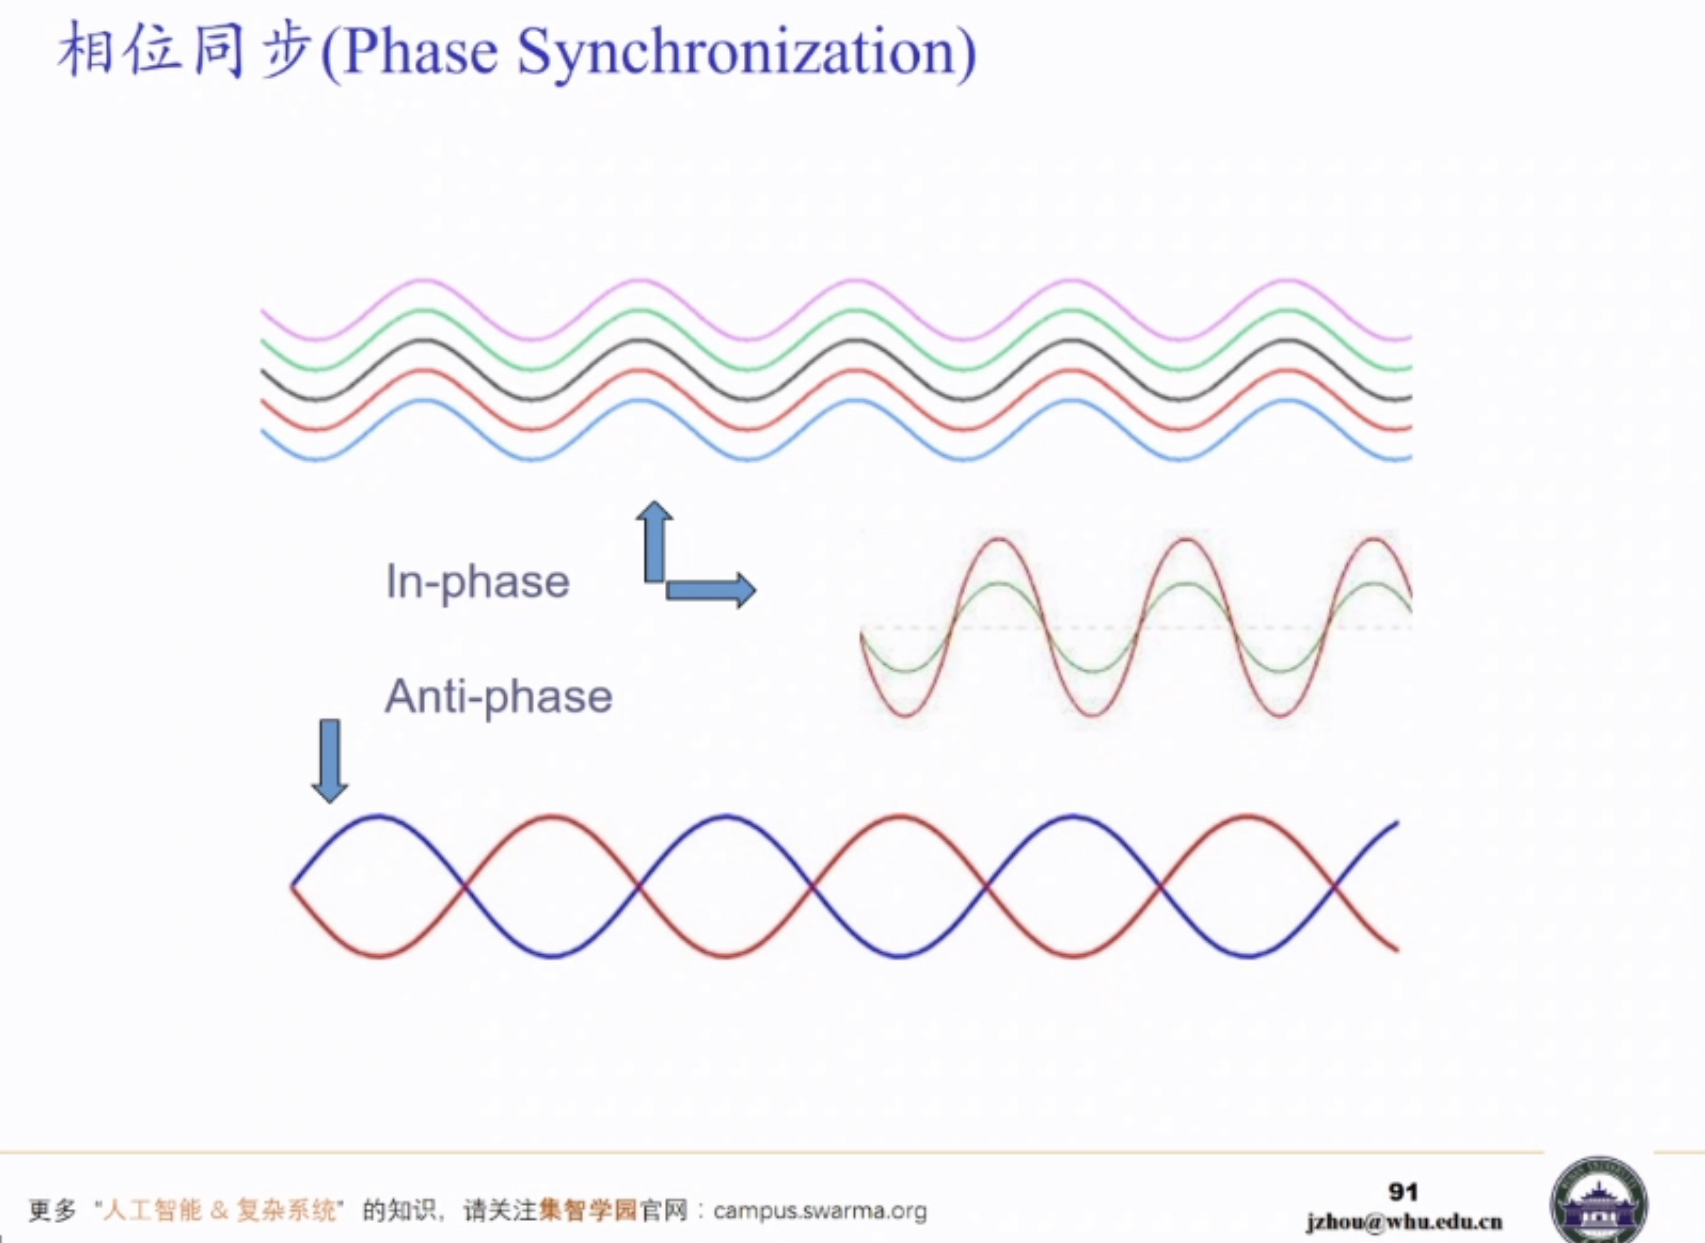 相位同步(Phase Synchronization)
In-phase
Anti-phase
更多 “人工智能 & 复杂系统” 的知识，请关注集智学园官网：campus.swarma.org
91
jzhou@whu.edu.cn